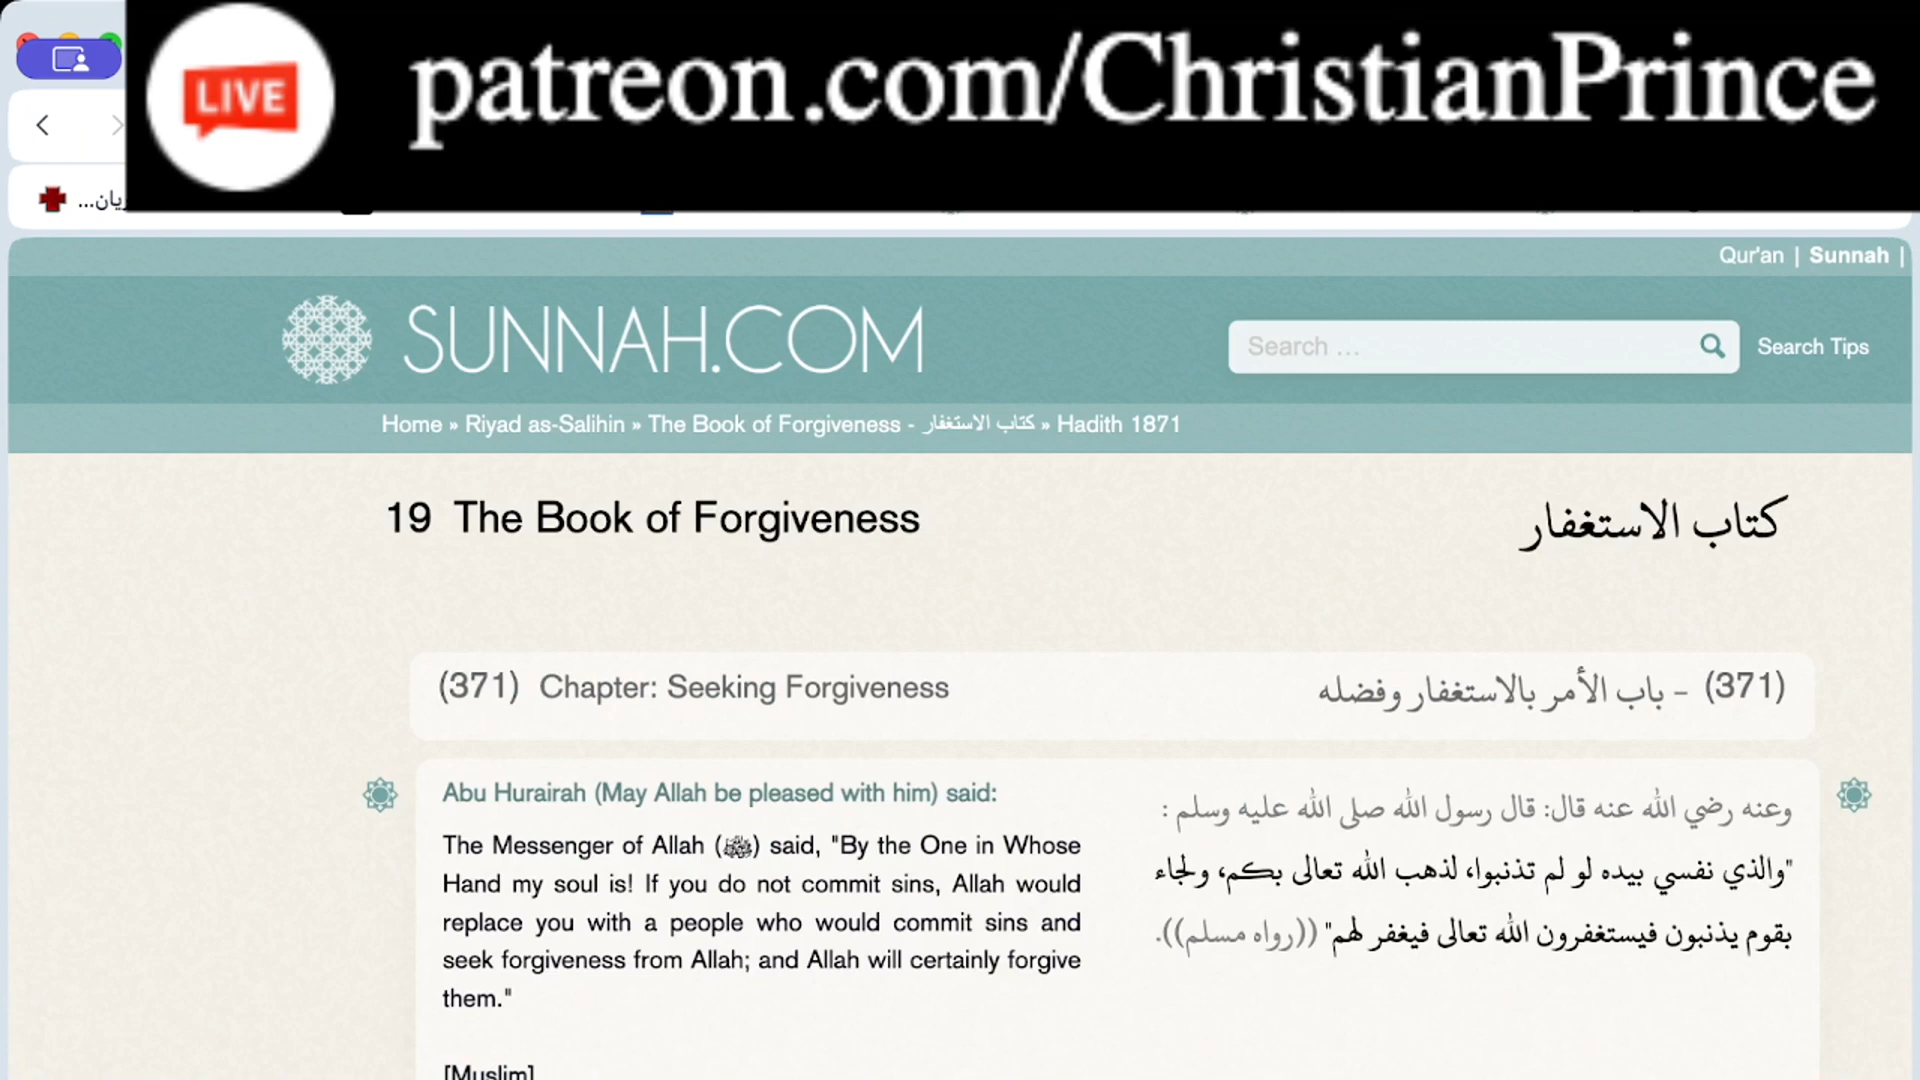 LIVE
patreon.com/ChristianPrince
...ریان
Qur'an | Sunnah |
SUNNAH.COM
Search ...
Search Tips
Home » Riyad as-Salihin » The Book of Forgiveness - كتاب الاستغفار » Hadith 1871
19 The Book of Forgiveness
كتاب الاستغفار
(371) Chapter: Seeking Forgiveness
(371) – باب الأمر بالاستغفار وفضله
Abu Hurairah (May Allah be pleased with him) said:
The Messenger of Allah (ﷺ) said, "By the One in Whose
Hand my soul is! If you do not commit sins, Allah would
replace you with a people who would commit sins and
seek forgiveness from Allah; and Allah will certainly forgive
them."
[Muslim]
وعنه رضي الله عنه قال: قال رسول الله صلى الله عليه وسلم :
"والذي نفسي بيده لو لم تذنبوا، لذهب الله تعالى بكم، ولجاء
بقوم يذنبون فيستغفرون الله تعالى فيغفر لهم" ((رواه مسلم)).